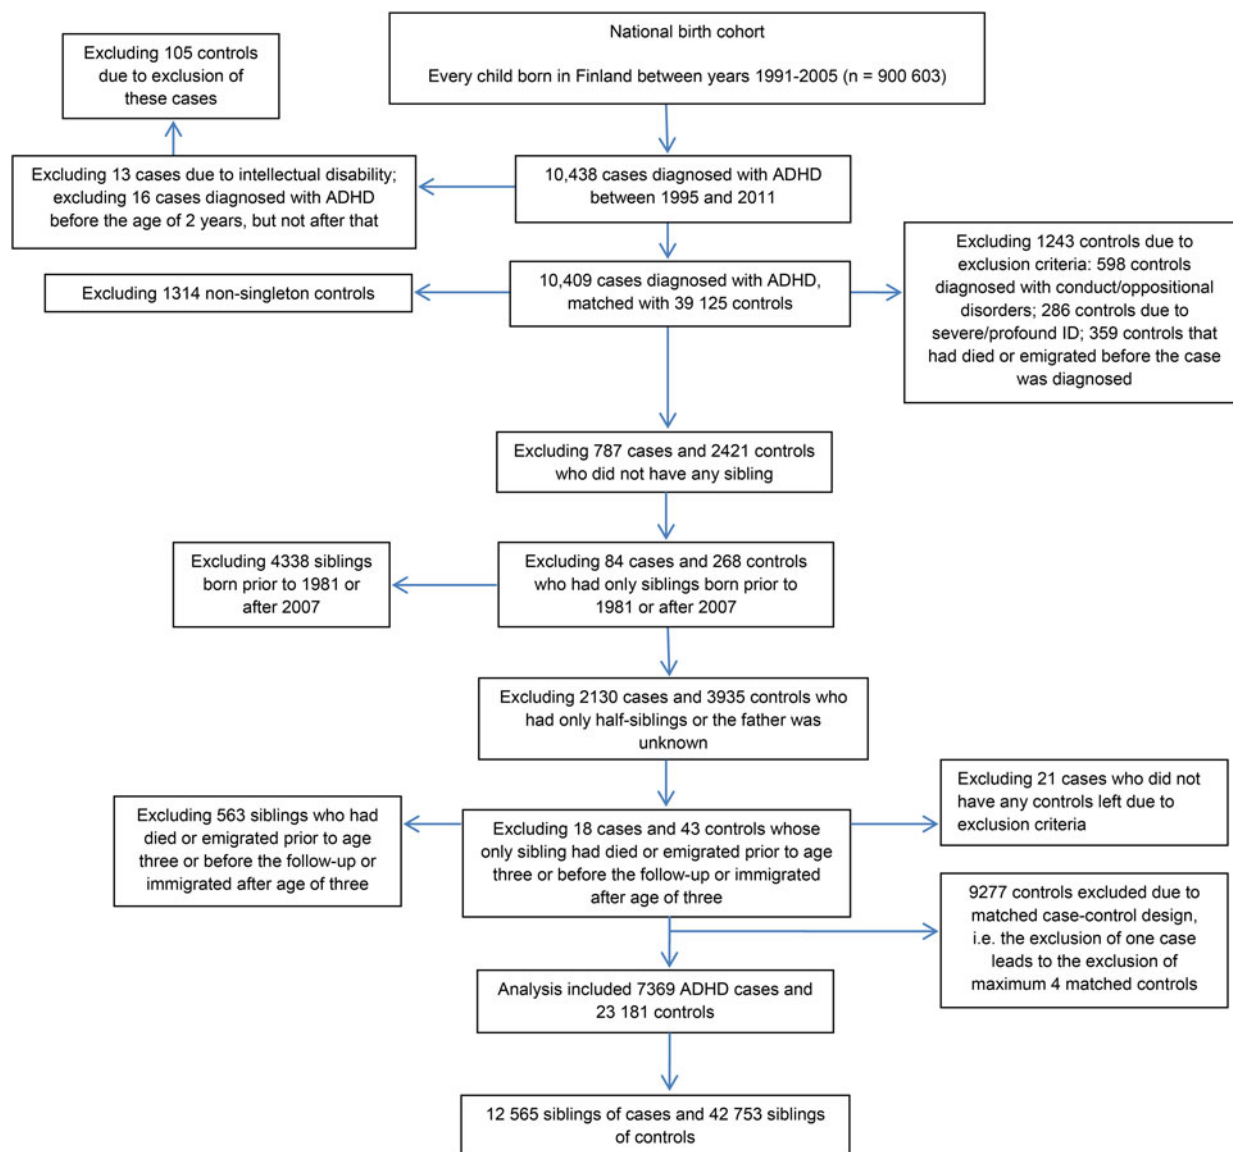 National birth cohort
Every child born in Finland between years 1991-2005 (n = 900 603)
Excluding 105 controls
due to exclusion of
these cases
Excluding 13 cases due to intellectual disability;
excluding 16 cases diagnosed with ADHD
before the age of 2 years, but not after that
10,438 cases diagnosed with ADHD
between 1995 and 2011
Excluding 1314 non-singleton controls
10,409 cases diagnosed with ADHD,
matched with 39 125 controls
Excluding 1243 controls due to
exclusion criteria: 598 controls
diagnosed with conduct/oppositional
disorders; 286 controls due to
severe/profound ID; 359 controls that
had died or emigrated before the case
was diagnosed
Excluding 787 cases and 2421 controls
who did not have any sibling
Excluding 4338 siblings
born prior to 1981 or
after 2007
Excluding 84 cases and 268 controls
who had only siblings born prior to
1981 or after 2007
Excluding 2130 cases and 3935 controls who
had only half-siblings or the father was
unknown
Excluding 563 siblings who had
died or emigrated prior to age
three or before the follow-up or
immigrated after age of three
Excluding 18 cases and 43 controls whose
only sibling had died or emigrated prior to age
three or before the follow-up or immigrated
after age of three
Excluding 21 cases who did not
have any controls left due to
exclusion criteria
9277 controls excluded due to
matched case-control design,
i.e. the exclusion of one case
leads to the exclusion of
maximum 4 matched controls
Analysis included 7369 ADHD cases and
23 181 controls
12 565 siblings of cases and 42 753 siblings
of controls